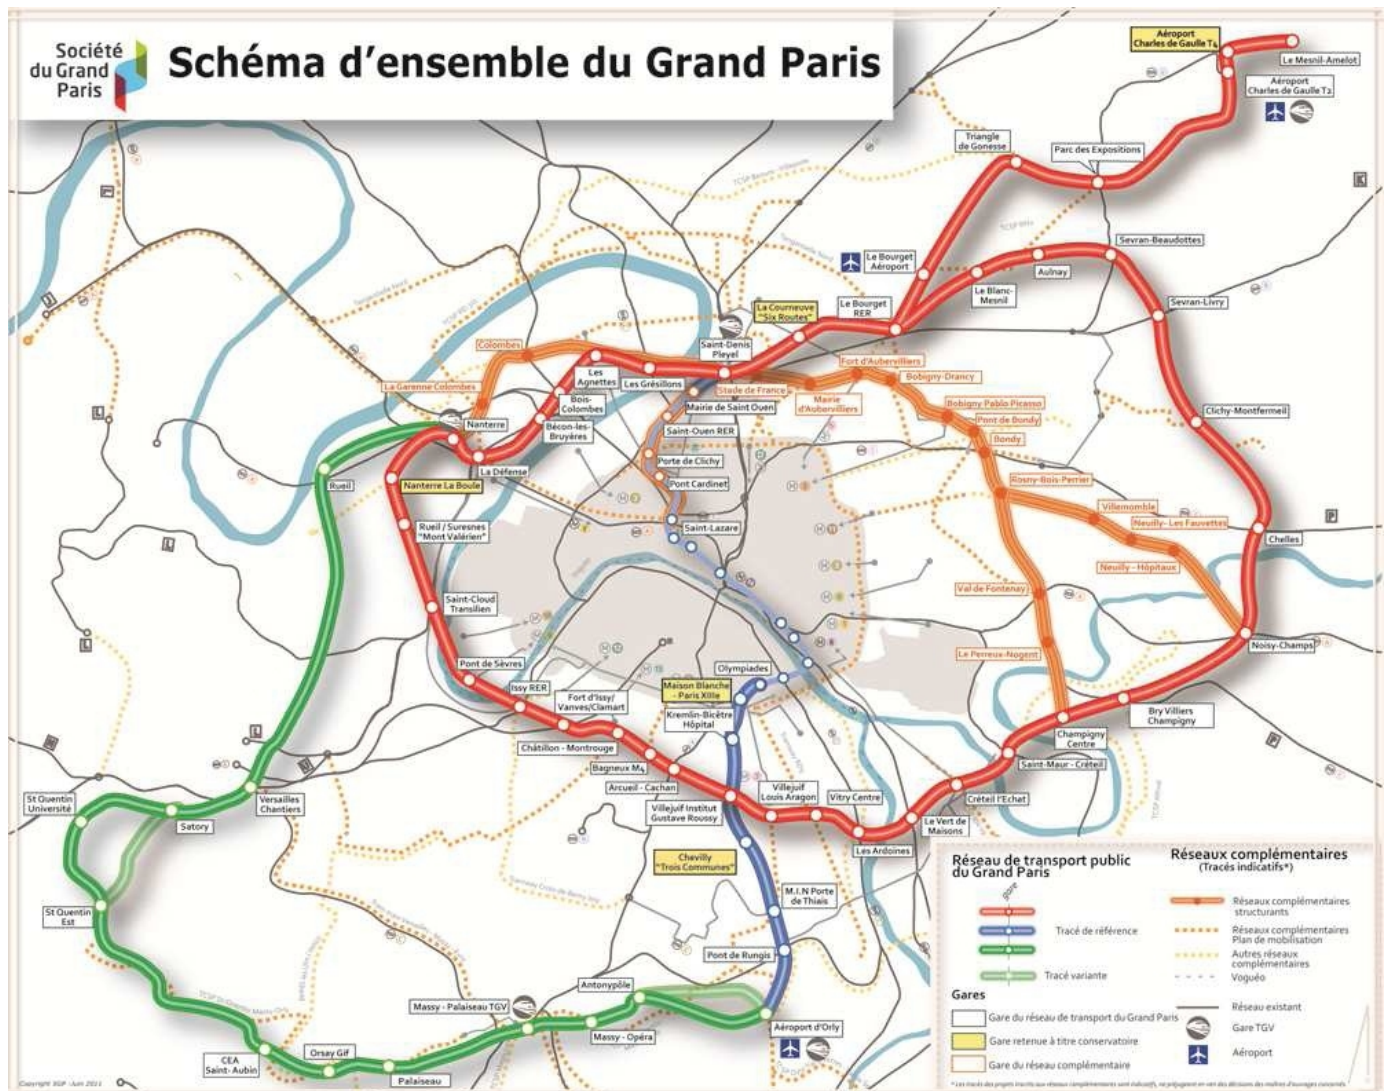 Société
du Grand
Paris
Schéma d'ensemble du Grand Paris
Aéroport
Charles de Gaulle T4
Le Mesnil-Amelot
Aéroport
Charles de Gaulle T2
Triangle
de Gonesse
Parc des Expositions
Le Bourget
Aéroport
Sevran-Beaudottes
Aulnay
Le Blanc-
Mesnil
Sevran-Livry
La Courneuve
"Six Routes"
Le Bourget
RER
Saint-Denis
Pleyel
Colombes
La Garenne Colombes
Les
Agnettes
Les Grésillons
Bois-
Colombes
Bécon-les-
Bruyères
Nanterre
La Défense
Nanterre La Boule
Rueil
Stade de France
Mairie
d'Aubervilliers
Fort d'Aubervilliers
Bobigny-Drancy
Bobigny Pablo Picasso
Pont de Bondy
Bondy
Mairie de Saint Ouen
Saint-Ouen RER
Porte de Clichy
Pont Cardinet
Saint-Lazare
Clichy-Montfermeil
Rosny-Bois-Perrier
Villemomble
Neuilly- Les Fauvettes
Neuilly - Hôpitaux
Chelles
Val de Fontenay
Le Perreux-Nogent
Noisy-Champs
Rueil / Suresnes
"Mont Valérien"
Saint-Cloud
Transilien
Pont de Sèvres
Issy RER
Fort d'Issy/
Vanves/Clamart
Châtillon - Montrouge
Bagneux M4
Arcueil - Cachan
Olympiades
Maison Blanche
- Paris XIIIe
Kremlin-Bicêtre
Hôpital
Villejuif Institut
Gustave Roussy
Villejuif
Louis Aragon
Vitry Centre
Les Ardoines
Le Vert de
Maisons
Créteil l'Echat
Saint-Maur - Créteil
Champigny
Centre
Bry Villiers
Champigny
St Quentin
Université
Satory
Versailles
Chantiers
St Quentin
Est
Chevilly
"Trois Communes"
M.I.N Porte
de Thiais
Pont de Rungis
Antonypôle
Massy - Palaiseau TGV
Massy - Opéra
Aéroport d'Orly
CEA
Saint- Aubin
Orsay Gif
Palaiseau
Réseau de transport public
du Grand Paris
gare
Tracé de référence
Tracé variante
Gares
Gare du réseau de transport du Grand Paris
Gare retenue à titre conservatoire
Gare du réseau complémentaire
Réseaux complémentaires
(Tracés indicatifs*)
Réseaux complémentaires
structurants
Réseaux complémentaires
Plan de mobilisation
Autres réseaux
complémentaires
Voguéo
Réseau existant
Gare TGV
Aéroport
Copyright SGP -Juin 2011